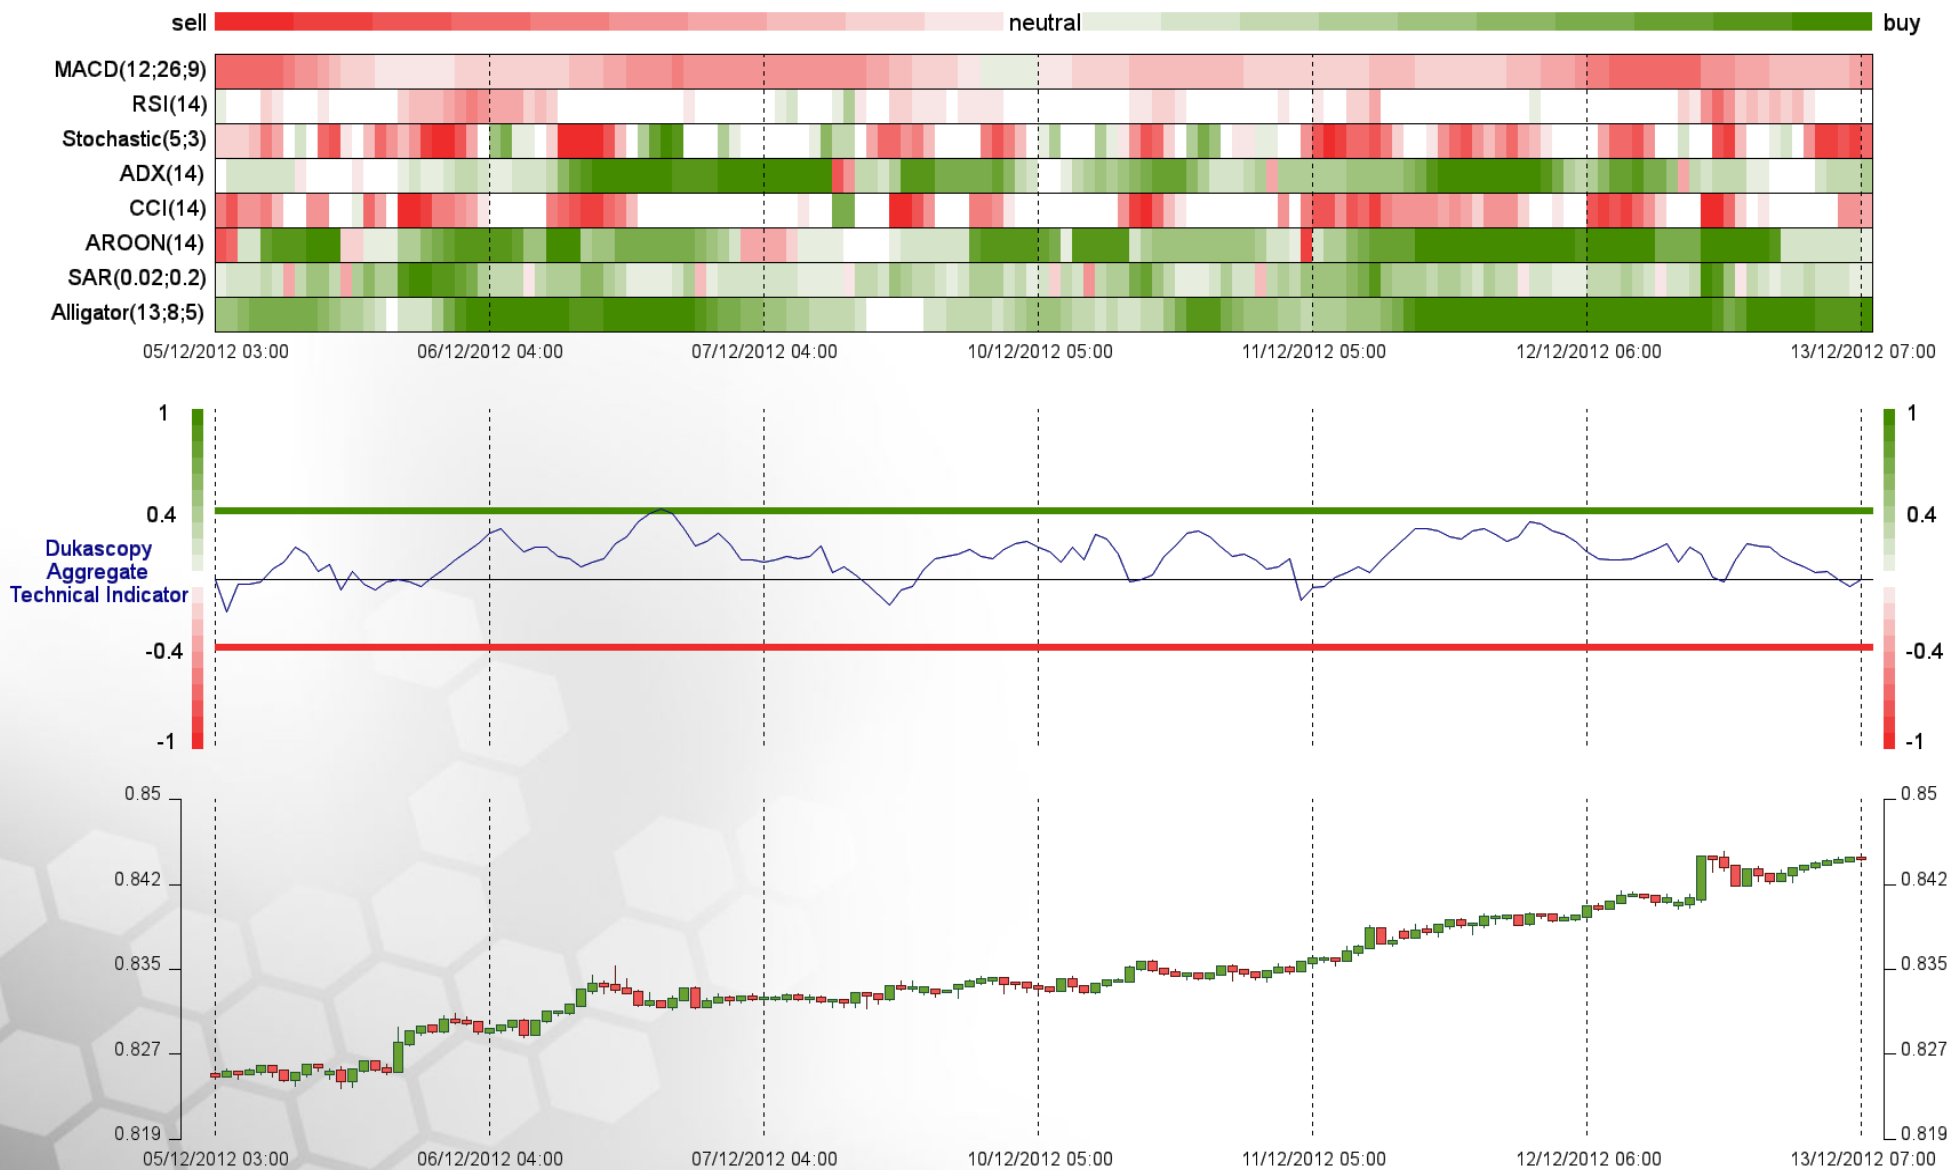 sell neutral buy
MACD(12;26;9)
RSI(14)
Stochastic(5;3)
ADX(14)
CCI(14)
AROON(14)
SAR(0.02;0.2)
Alligator(13;8;5)
05/12/2012 03:00 06/12/2012 04:00 07/12/2012 04:00 10/12/2012 05:00 11/12/2012 05:00 12/12/2012 06:00 13/12/2012 07:00
1 1
0.4 0.4
Dukascopy
Aggregate
Technical Indicator
-0.4 -0.4
-1 -1
0.85 0.85
0.842 0.842
0.835 0.835
0.827 0.827
0.819 0.819
05/12/2012 03:00 06/12/2012 04:00 07/12/2012 04:00 10/12/2012 05:00 11/12/2012 05:00 12/12/2012 06:00 13/12/2012 07:00